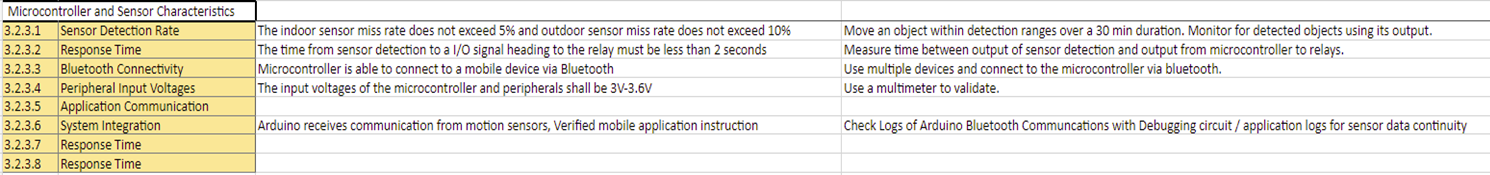 Microcontroller and Sensor Characteristics
3.2.3.1 Sensor Detection Rate The indoor sensor miss rate does not exceed 5% and outdoor sensor miss rate does not exceed 10% Move an object within detection ranges over a 30 min duration. Monitor for detected objects using its output.
3.2.3.2 Response Time The time from sensor detection to a I/O signal heading to the relay must be less than 2 seconds Measure time between output of sensor detection and output from microcontroller to relays.
3.2.3.3 Bluetooth Connectivity Microcontroller is able to connect to a mobile device via Bluetooth Use multiple devices and connect to the microcontroller via bluetooth.
3.2.3.4 Peripheral Input Voltages The input voltages of the microcontroller and peripherals shall be 3V-3.6V Use a multimeter to validate.
3.2.3.5 Application Communication
3.2.3.6 System Integration Arduino receives communication from motion sensors, Verified mobile application instruction Check Logs of Arduino Bluetooth Communcations with Debugging circuit / application logs for sensor data continuity
3.2.3.7 Response Time
3.2.3.8 Response Time